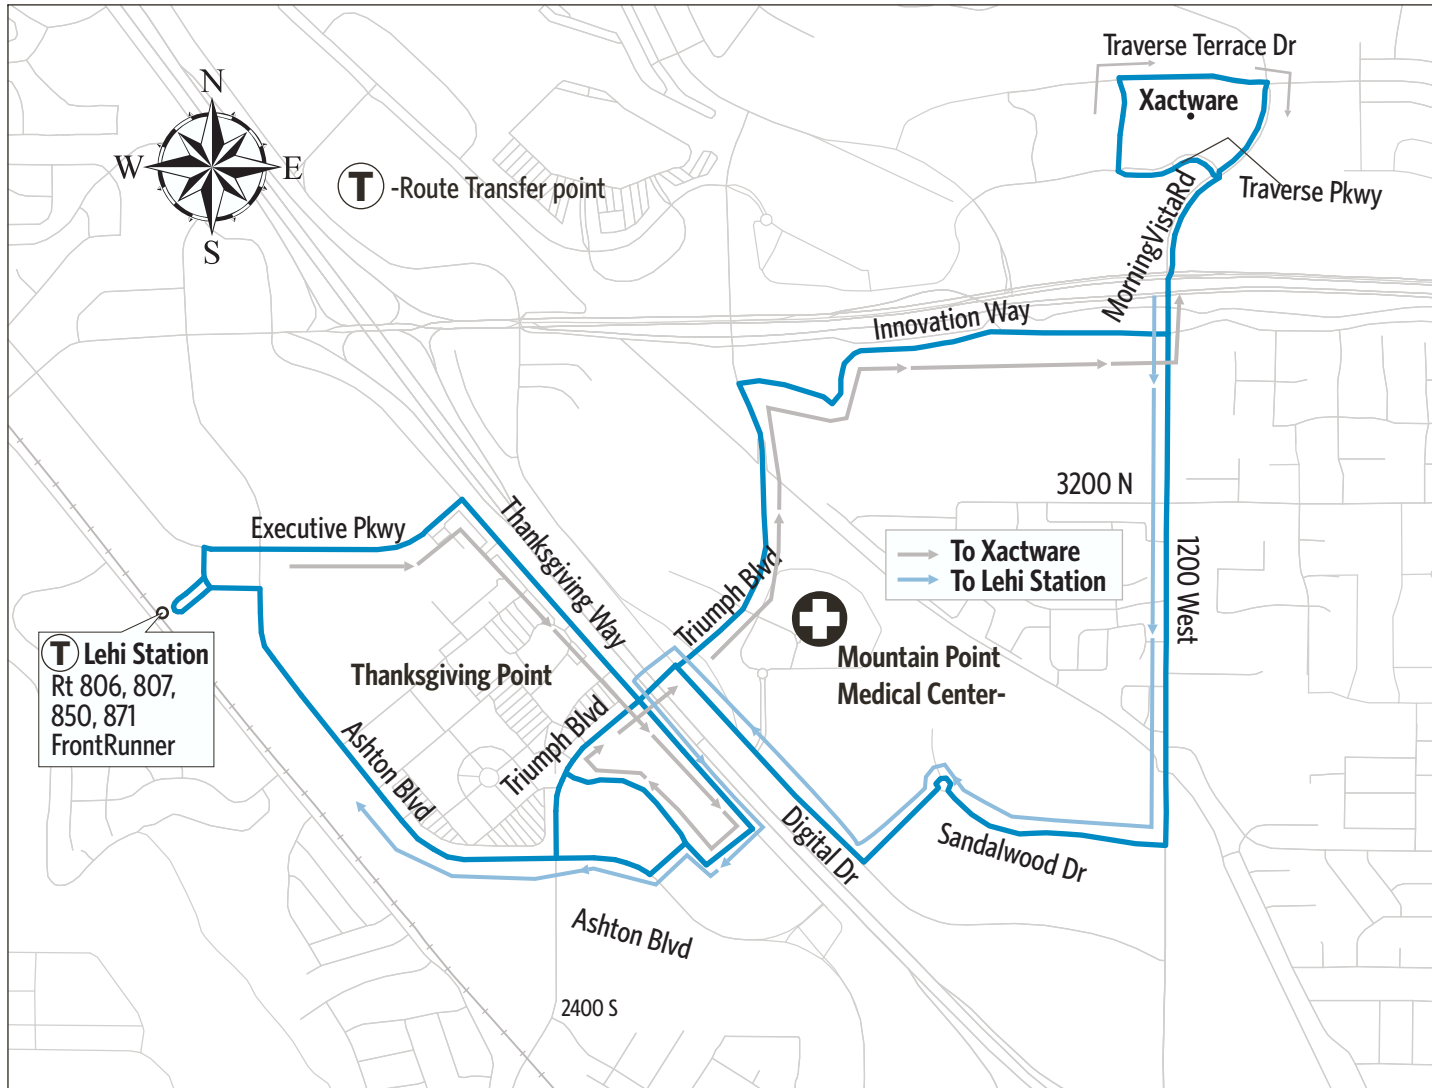 Traverse Terrace Dr
Xactware
N
W
E
S
T
-Route Transfer point
Traverse Pkwy
MorningVistaRd
Innovation Way
3200 N
Executive Pkwy
Thanksgiving Way
To Xactware
To Lehi Station
1200 West
Triumph Blvd
T Lehi Station
Rt 806, 807,
850, 871
FrontRunner
Thanksgiving Point
Mountain Point
Medical Center-
Triumph Blvd
Ashton Blvd
Digital Dr
Sandalwood Dr
Ashton Blvd
2400 S